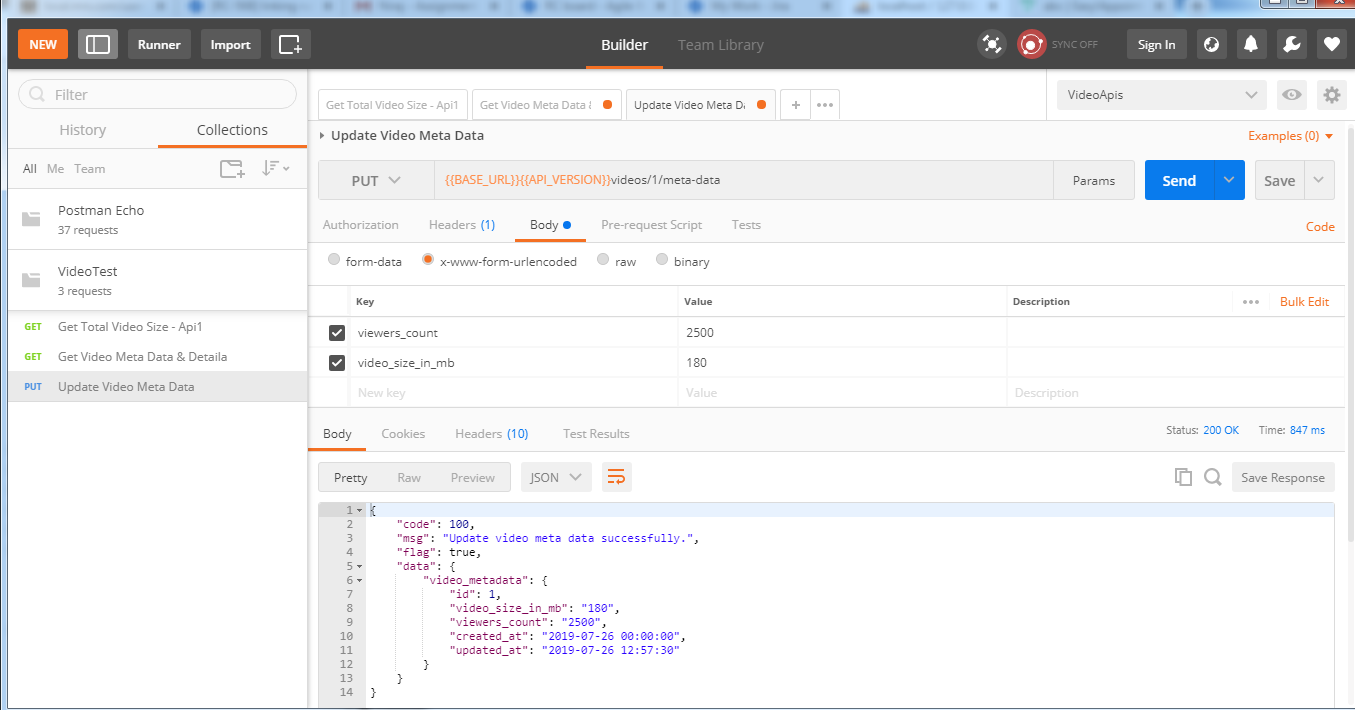 NEW Runner Import Builder Team Library SYNC OFF Sign In
Filter
History Collections
All Me Team
Postman Echo
37 requests
VideoTest
3 requests
GET Get Total Video Size - Api1
GET Get Video Meta Data & Detaila
PUT Update Video Meta Data
Get Total Video Size - Api1 Get Video Meta Data & Update Video Meta Da + ••• VideoApis
Update Video Meta Data Examples (0)
PUT {{BASE_URL}}{{API_VERSION}}videos/1/meta-data Params Send Save
Authorization Headers (1) Body Pre-request Script Tests Code
form-data x-www-form-urlencoded raw binary
Key Value Description ••• Bulk Edit
viewers_count 2500
video_size_in_mb 180
New key Value Description
Body Cookies Headers (10) Test Results Status: 200 OK Time: 847 ms
Pretty Raw Preview JSON Save Response
1 {
2 "code": 100,
3 "msg": "Update video meta data successfully.",
4 "flag": true,
5 "data": {
6 "video_metadata": {
7 "id": 1,
8 "video_size_in_mb": "180",
9 "viewers_count": "2500",
10 "created_at": "2019-07-26 00:00:00",
11 "updated_at": "2019-07-26 12:57:30"
12 }
13 }
14 }